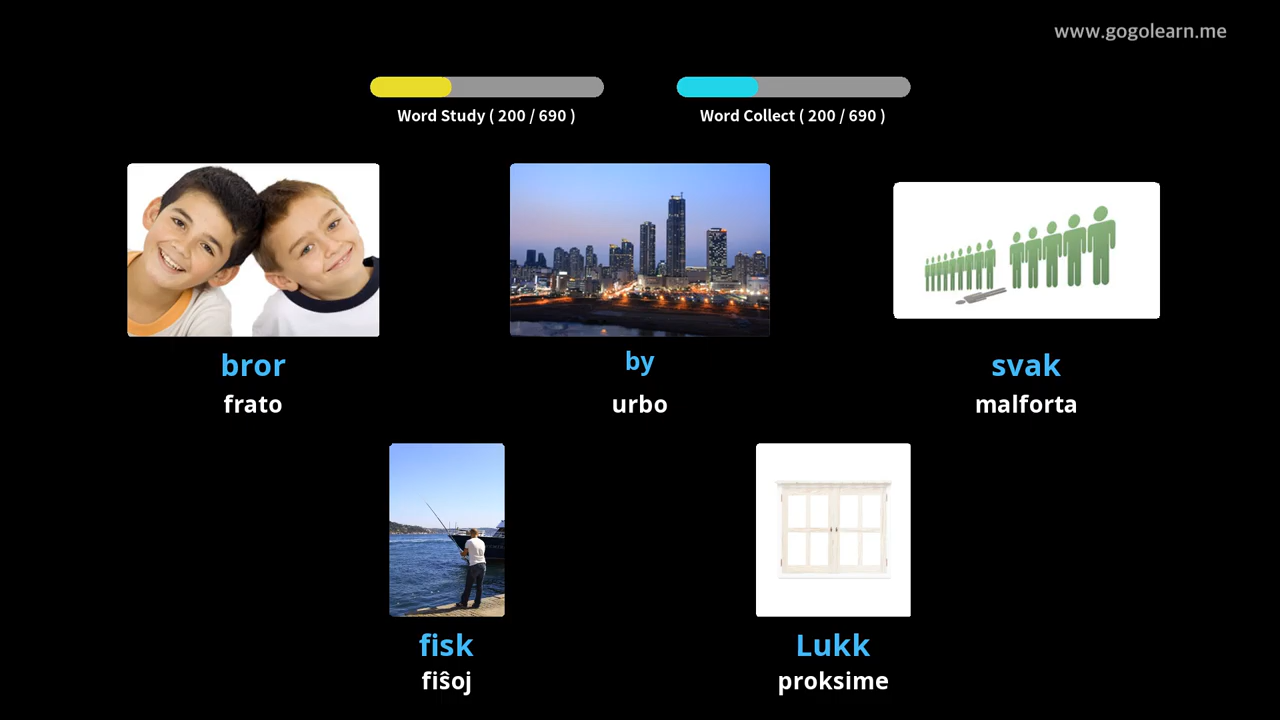 www.gogolearn.me
Word Study ( 200 / 690 )
Word Collect ( 200 / 690 )
bror
frato
by
urbo
svak
malforta
fisk
fiŝoj
Lukk
proksime